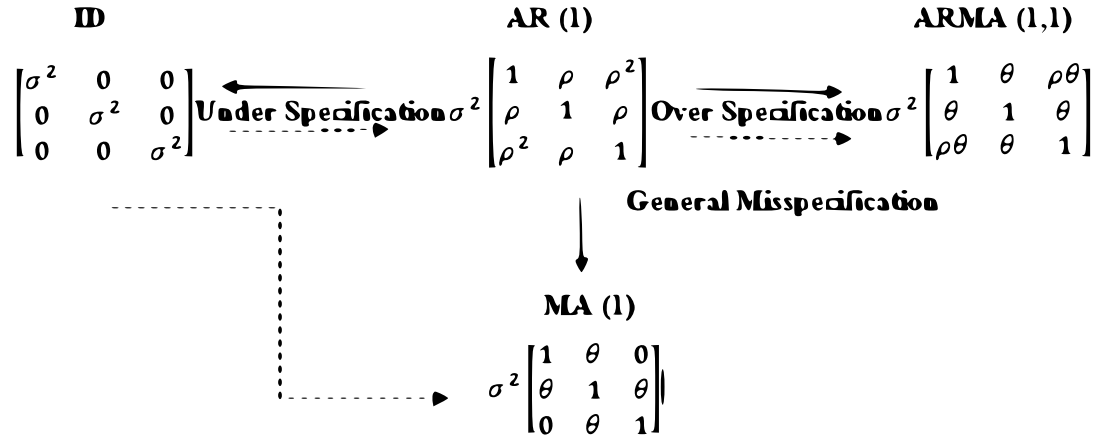 ID AR (1) ARMA (1,1)
σ² 0 0 1 ρ ρ² 1 θ ρθ
0 σ² 0 Under Specification σ² ρ 1 ρ Over Specification σ² θ 1 θ
0 0 σ² ρ² ρ 1 ρθ θ 1
General Misspecification
MA (1)
1 θ 0
σ² θ 1 θ
0 θ 1